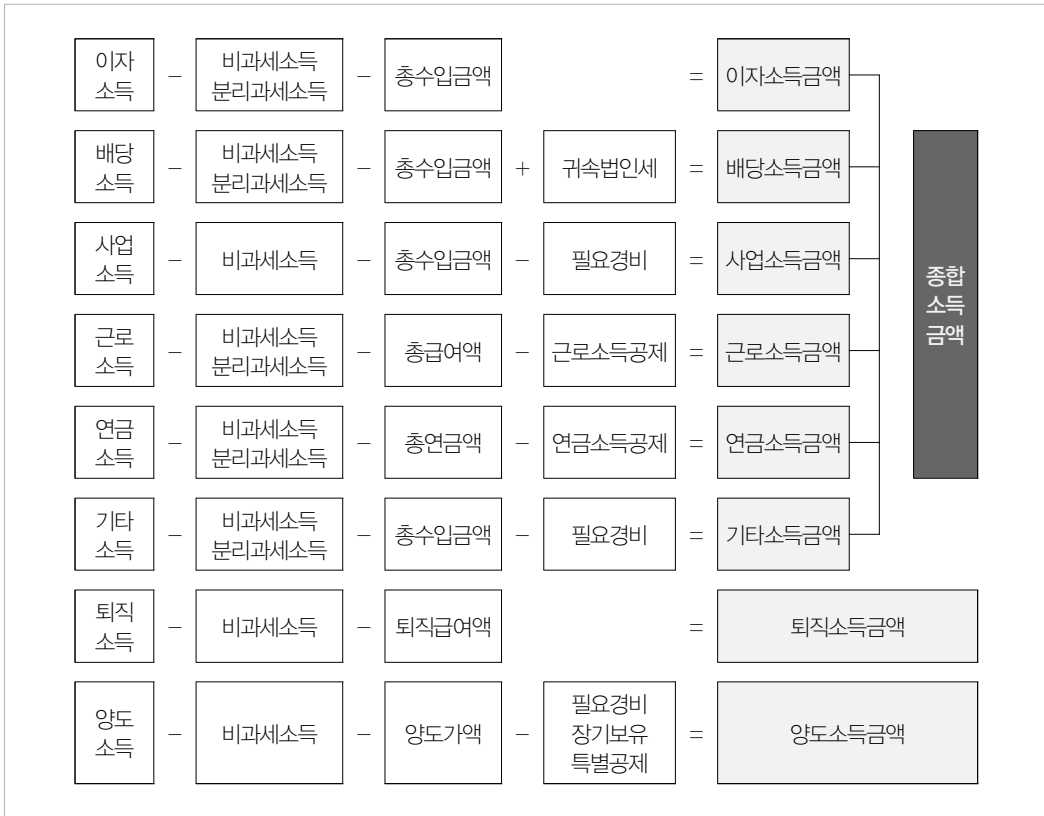 이자
소득
−
비과세소득
분리과세소득
−
총수입금액
=
이자소득금액
배당
소득
−
비과세소득
분리과세소득
−
총수입금액
+
귀속법인세
=
배당소득금액
사업
소득
−
비과세소득
−
총수입금액
−
필요경비
=
사업소득금액
근로
소득
−
비과세소득
분리과세소득
−
총급여액
−
근로소득공제
=
근로소득금액
연금
소득
−
비과세소득
분리과세소득
−
총연금액
−
연금소득공제
=
연금소득금액
기타
소득
−
비과세소득
분리과세소득
−
총수입금액
−
필요경비
=
기타소득금액
종합
소득
금액
퇴직
소득
−
비과세소득
−
퇴직급여액
=
퇴직소득금액
양도
소득
−
비과세소득
−
양도가액
−
필요경비
장기보유
특별공제
=
양도소득금액